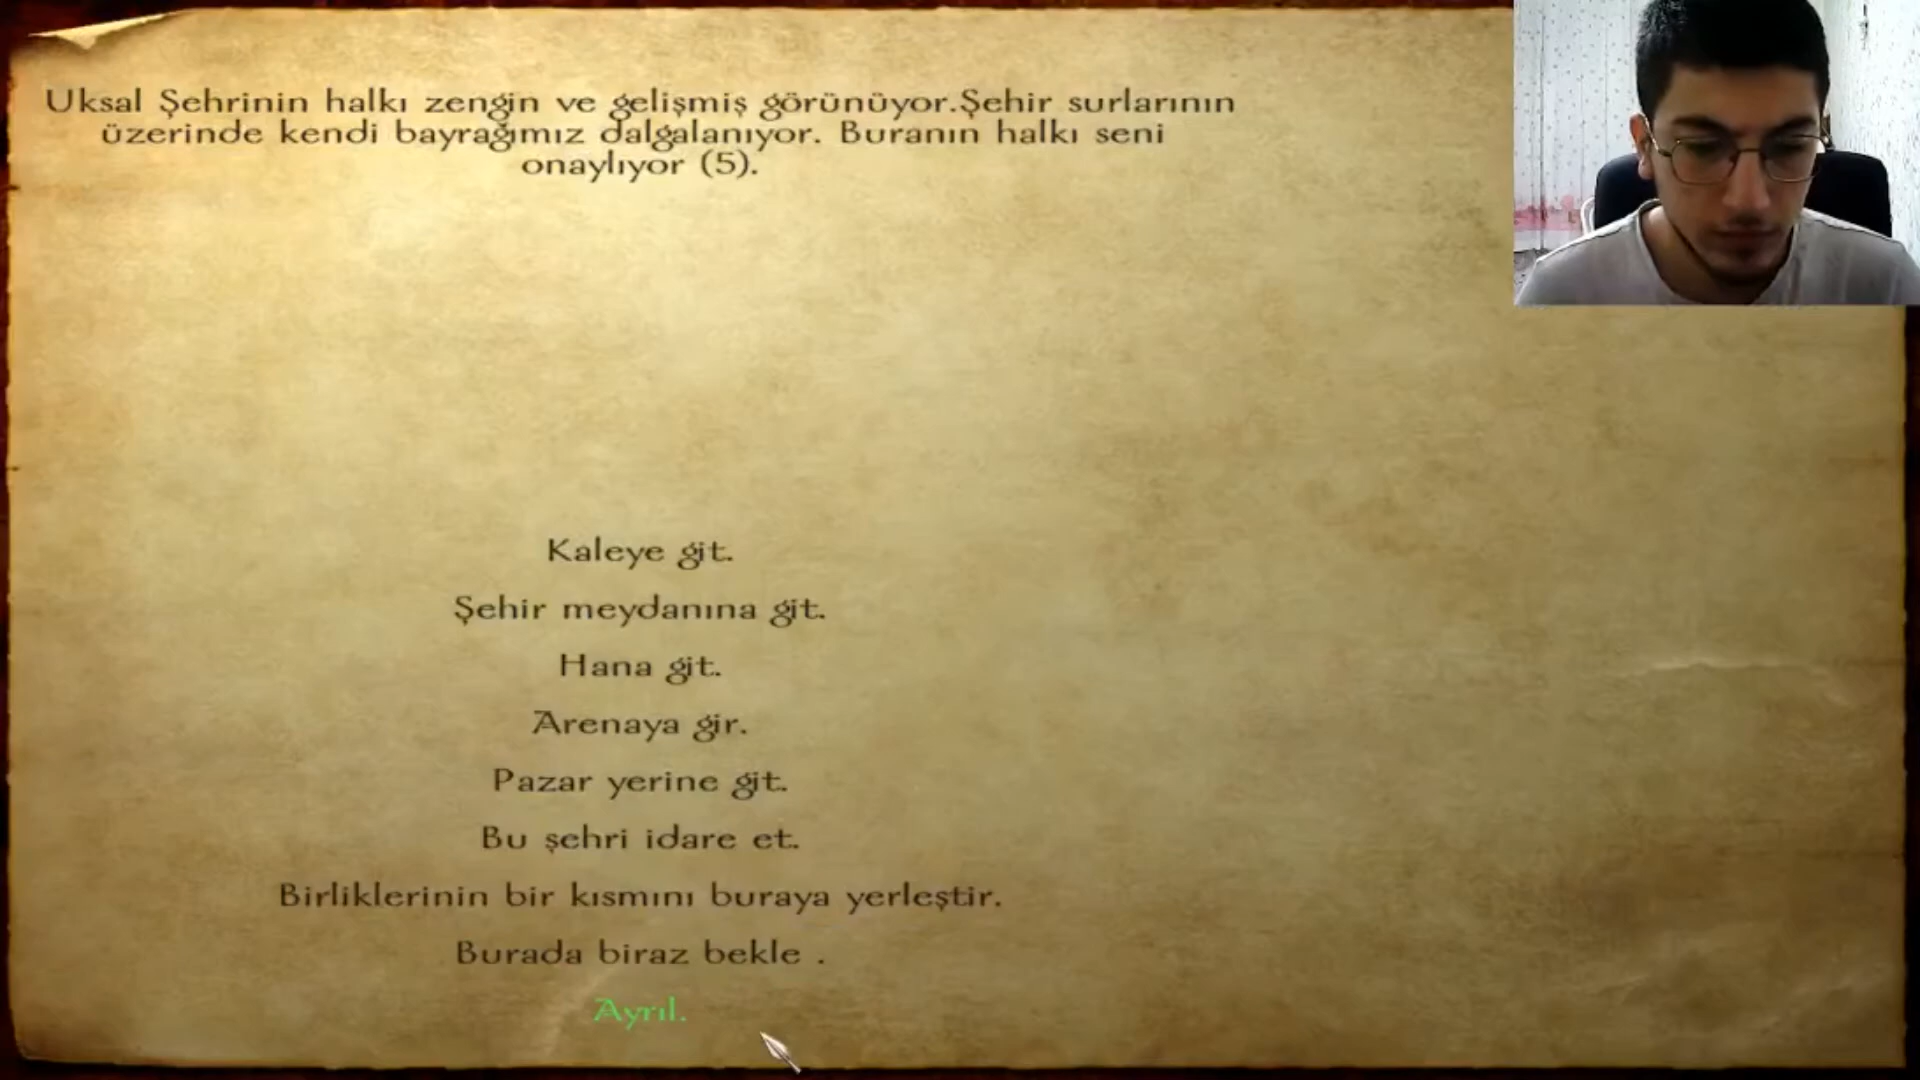 Uksal Şehrinin halkı zengin ve gelişmiş görünüyor.Şehir surlarının
üzerinde kendi bayrağımız dalgalanıyor. Buranın halkı seni
onaylıyor (5).
Kaleye git.
Şehir meydanına git.
Hana git.
Arenaya gir.
Pazar yerine git.
Bu şehri idare et.
Birliklerinin bir kısmını buraya yerleştir.
Burada biraz bekle .
Ayrıl.